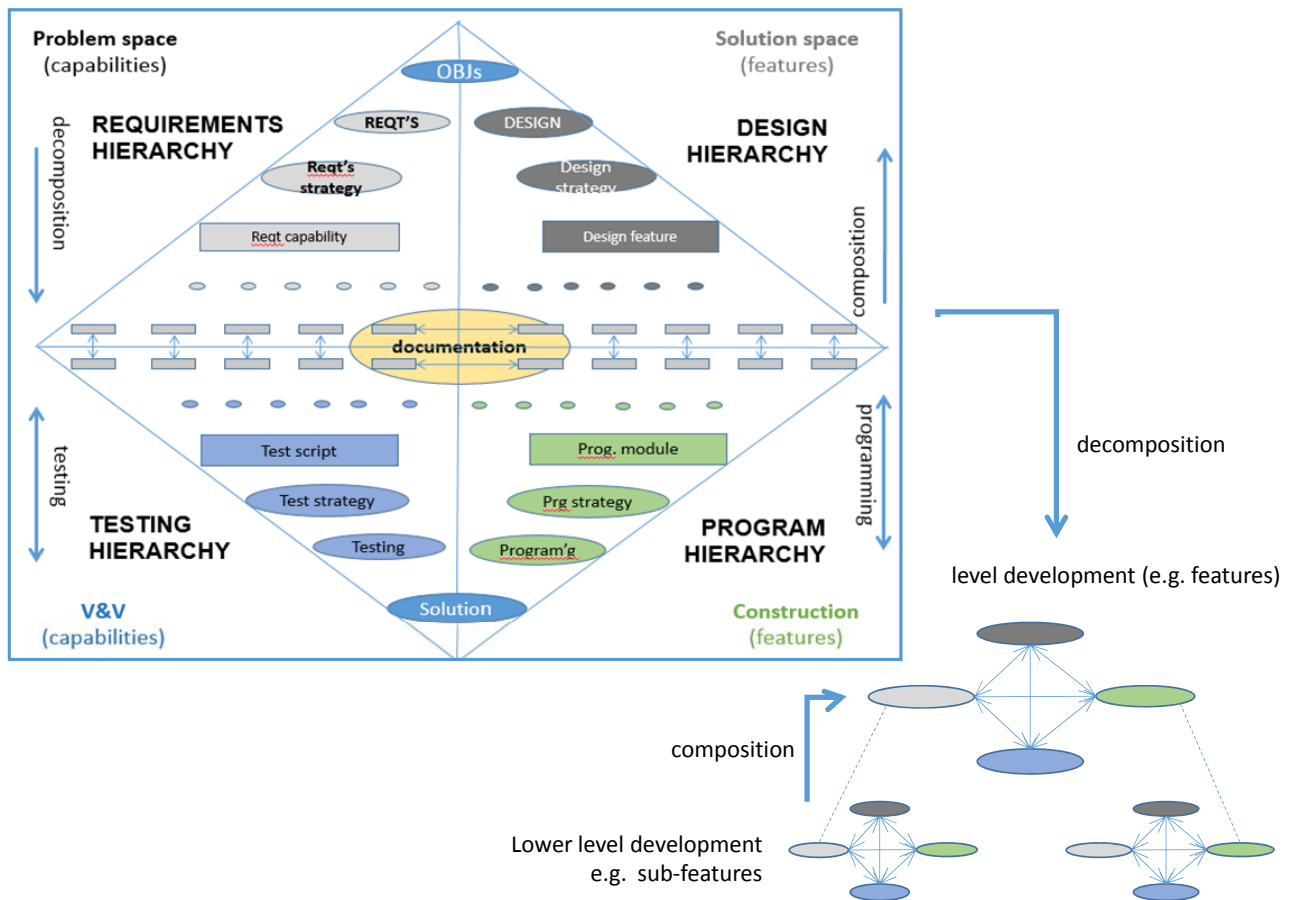 Problem space
(capabilities)
Solution space
(features)
OBJs
REQUIREMENTS
HIERARCHY
REQT'S
DESIGN
DESIGN
HIERARCHY
decomposition
Reqt's
strategy
Design
strategy
Reqt capability
Design feature
composition
documentation
testing
Test script
Prog. module
programming
Test strategy
Prg strategy
TESTING
HIERARCHY
Testing
Program'g
PROGRAM
HIERARCHY
V&V
(capabilities)
Solution
Construction
(features)
decomposition
level development (e.g. features)
composition
Lower level development
e.g. sub-features